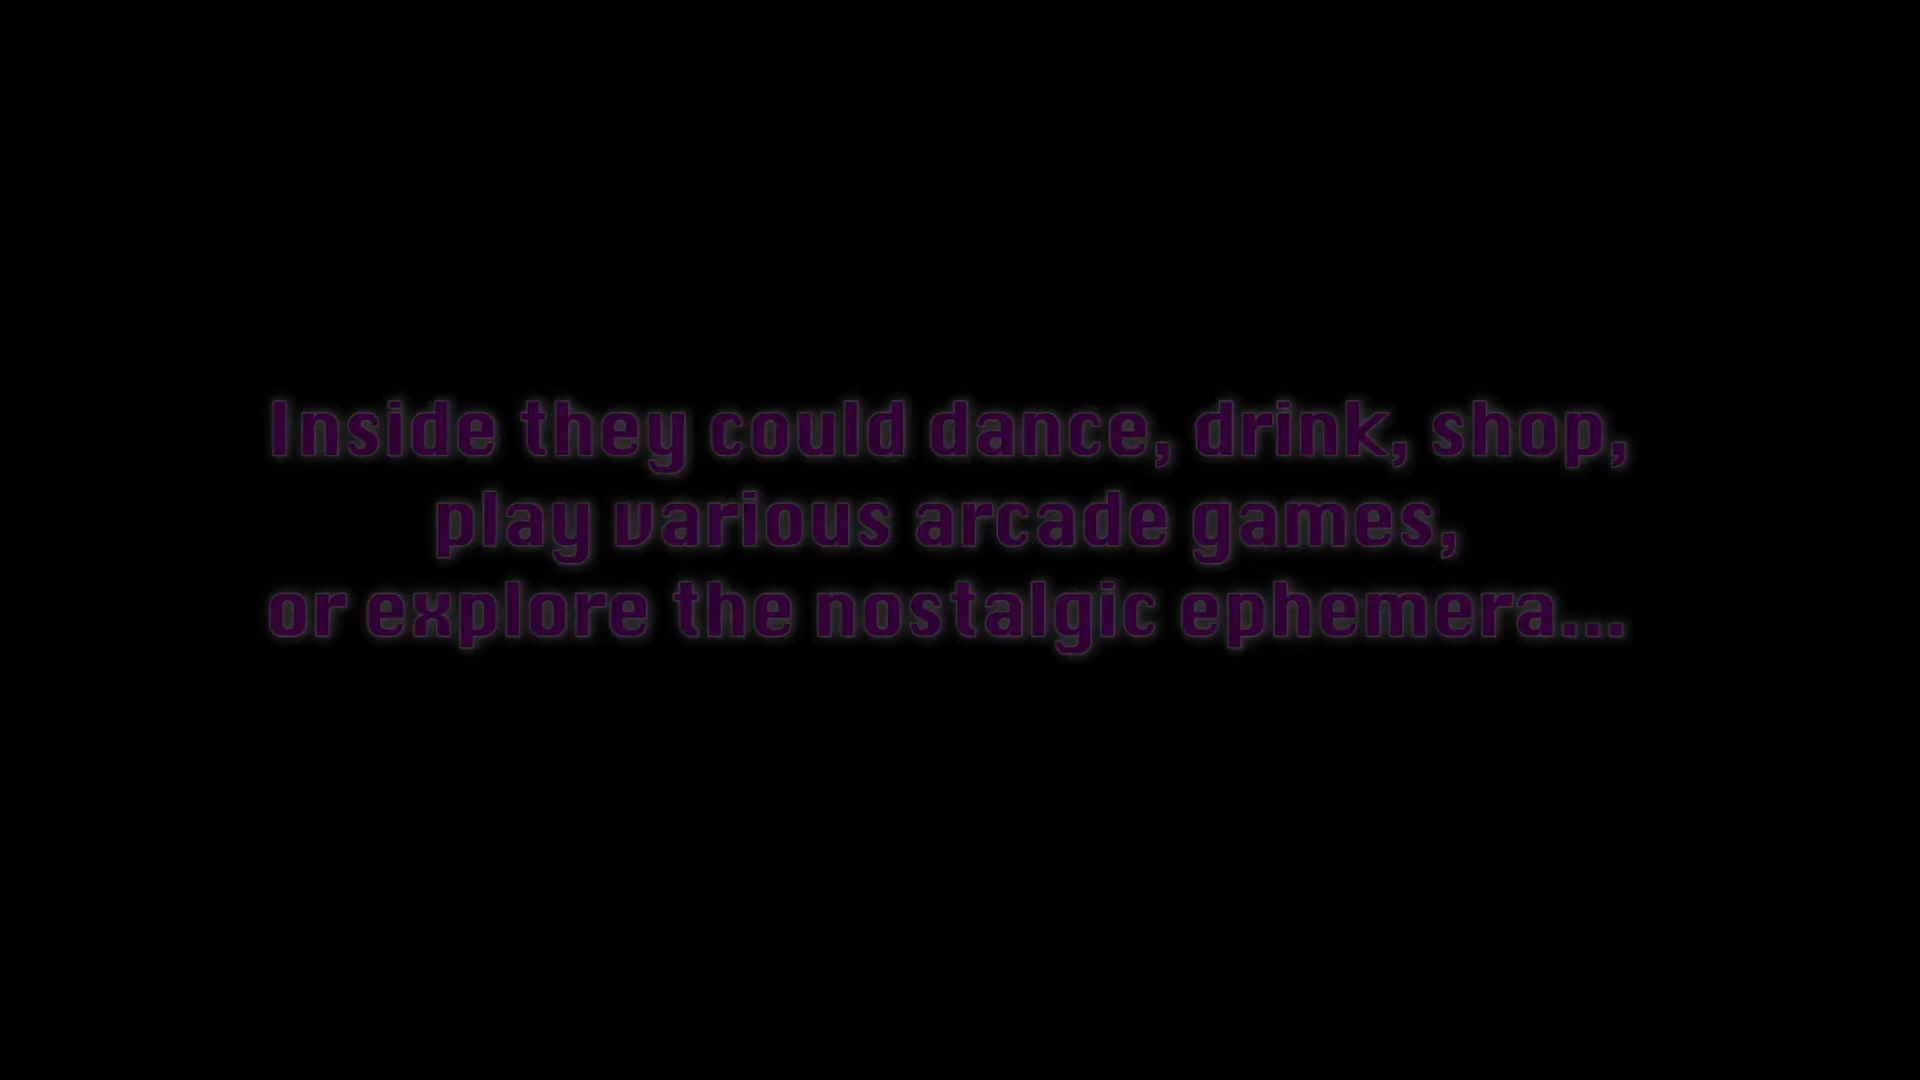 Inside they could dance, drink, shop,
play various arcade games,
or explore the nostalgic ephemera...